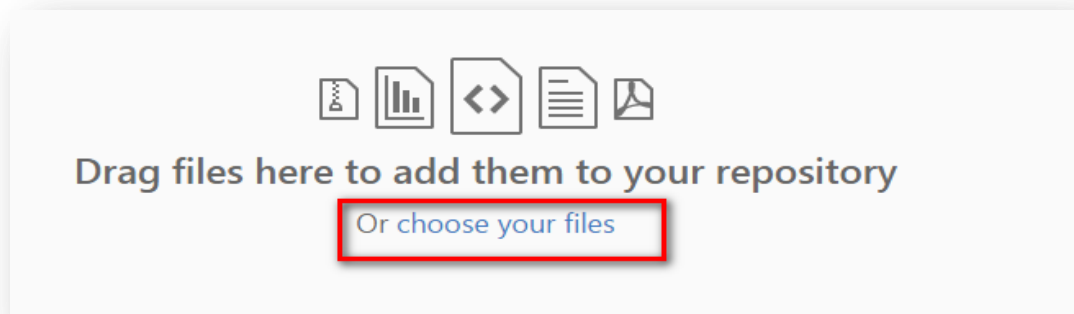 Drag files here to add them to your repository
Or choose your files